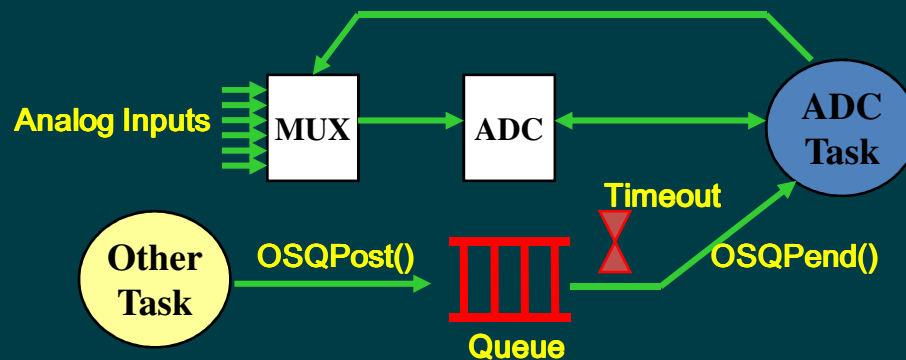 Analog Inputs
MUX
ADC
ADC
Task
Timeout
Other
Task
OSQPost()
OSQPend()
Queue